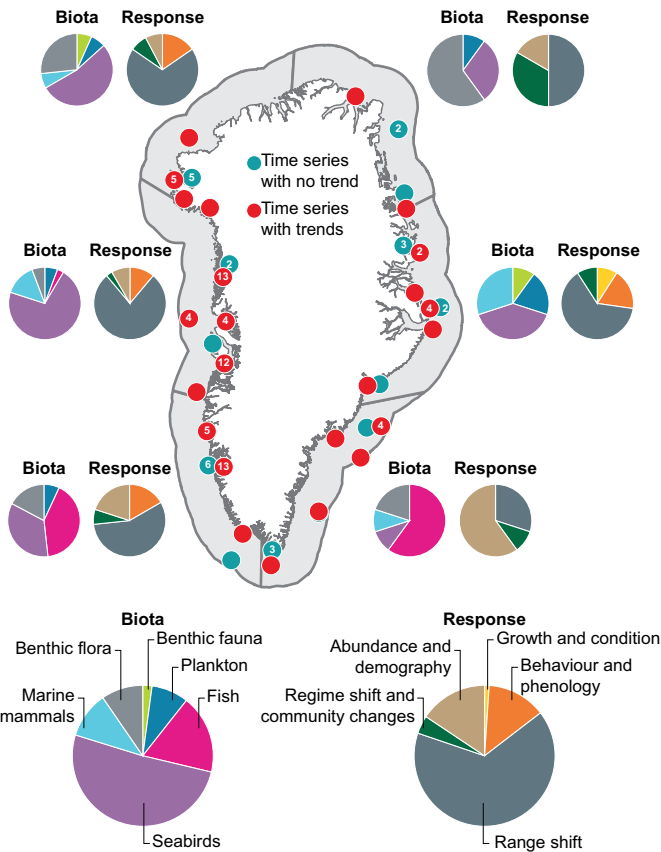 Biota Response
Biota Response
2
Time series
with no trend
5 5
Time series
with trends
3
2
Biota Response
Biota Response
2
13
4
4
4 2
12
4
5
Biota Response
Biota Response
6 13
3
Biota
Response
Benthic flora
Benthic fauna
Plankton
Marine
mammals
Fish
Seabirds
Abundance and
demography
Growth and condition
Behaviour and
phenology
Regime shift and
community changes
Range shift